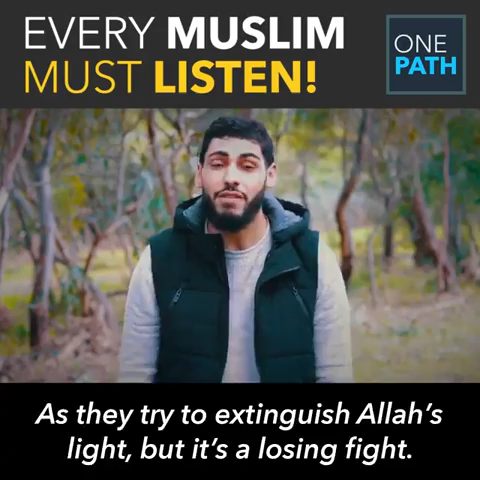 EVERY MUSLIM
MUST LISTEN!
ONE
PATH
As they try to extinguish Allah's
light, but it's a losing fight.